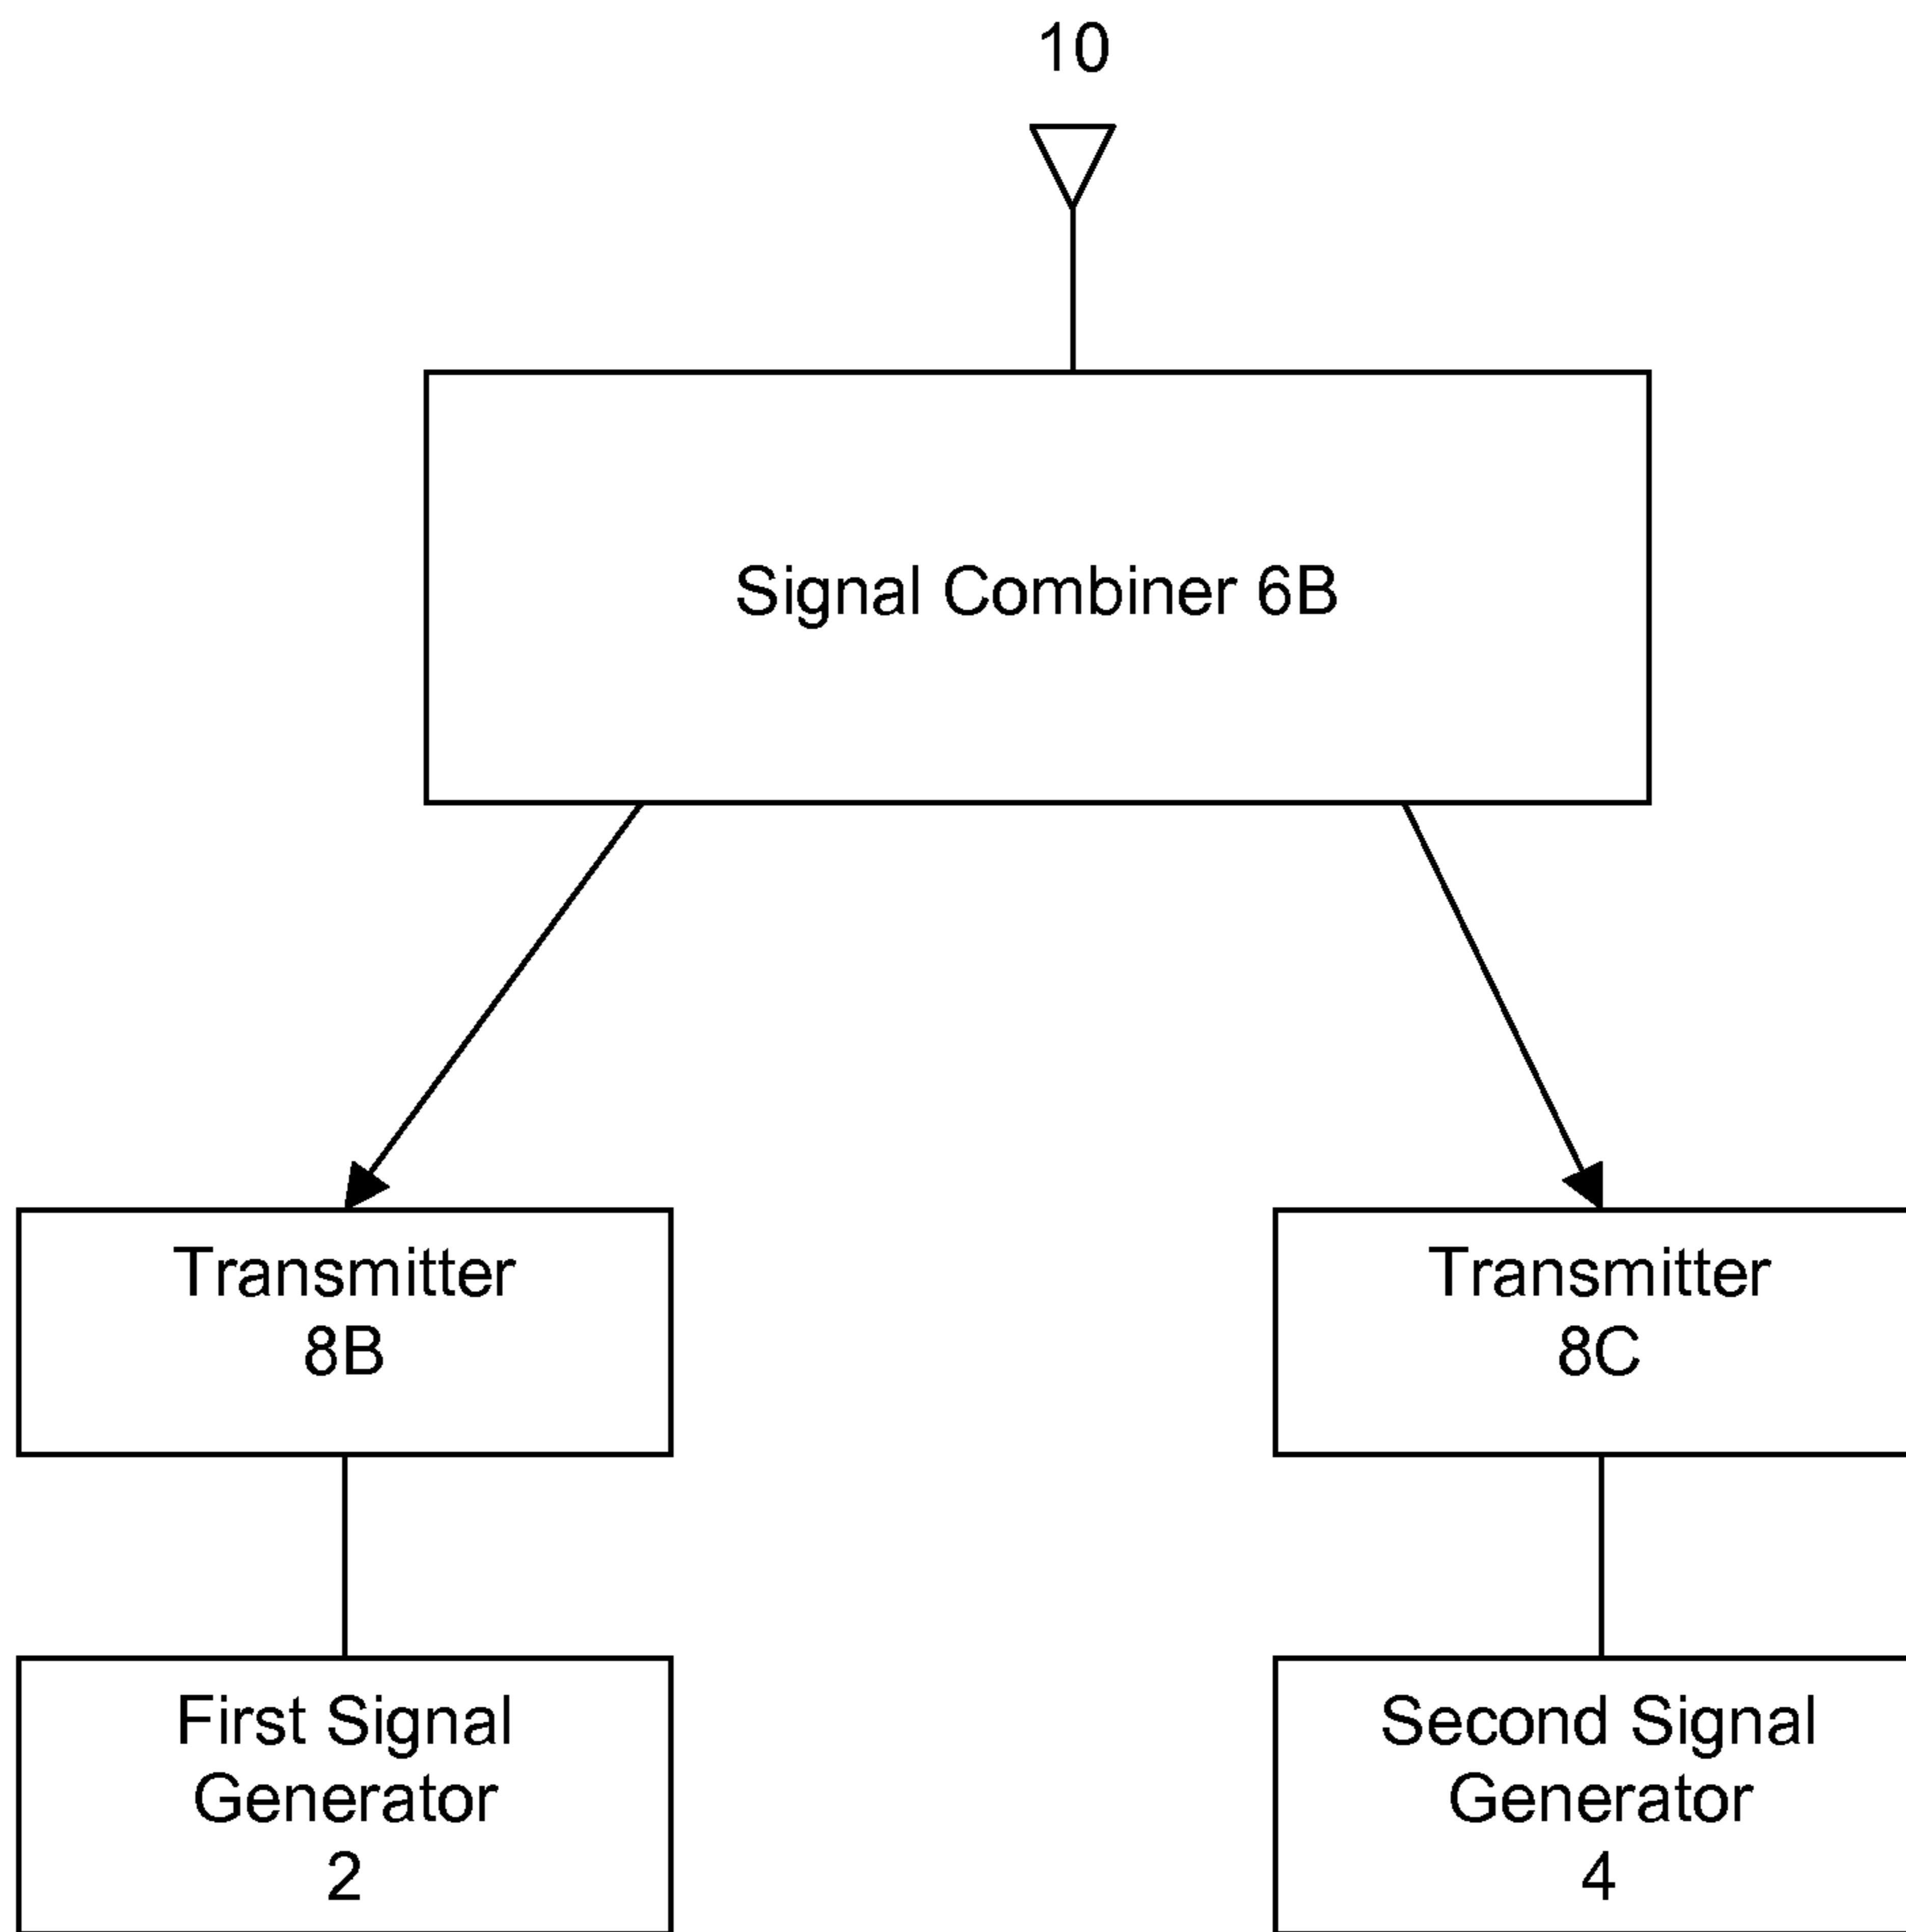 10
Signal Combiner 6B
Transmitter
8B
Transmitter
8C
First Signal
Generator
2
Second Signal
Generator
4